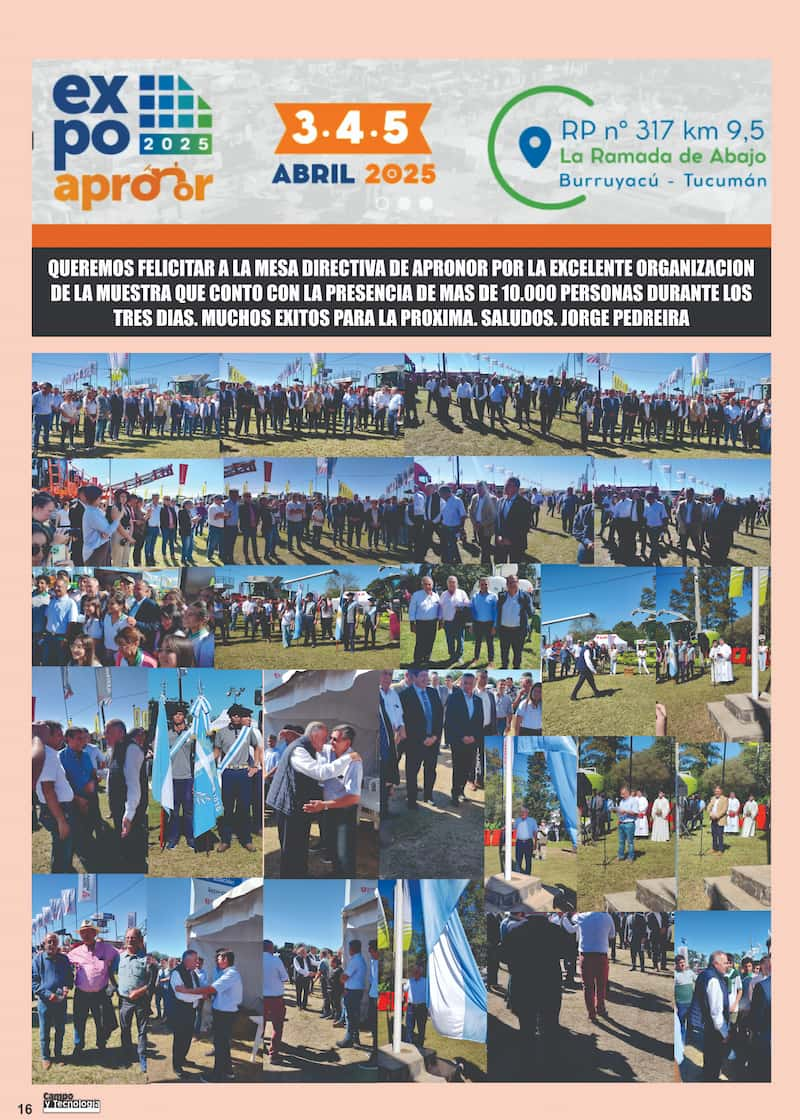 expo
2025
apronor
3.4.5
ABRIL 2025
RP n° 317 km 9,5
La Ramada de Abajo
Burruyacú - Tucumán
QUEREMOS FELICITAR A LA MESA DIRECTIVA DE APRONOR POR LA EXCELENTE ORGANIZACION
DE LA MUESTRA QUE CONTO CON LA PRESENCIA DE MAS DE 10.000 PERSONAS DURANTE LOS
TRES DIAS. MUCHOS EXITOS PARA LA PROXIMA. SALUDOS. JORGE PEDREIRA
16
Campo
y Tecnología